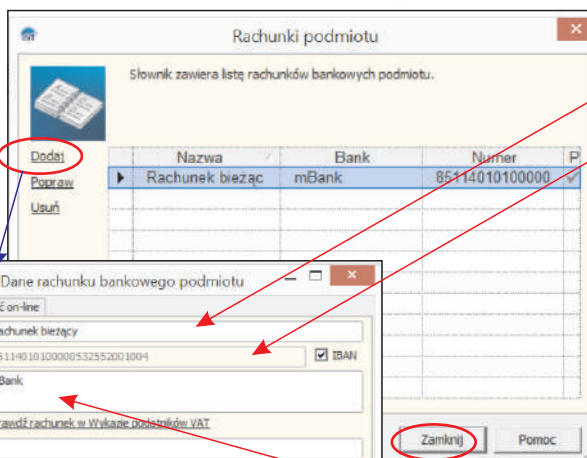 Rachunki podmiotu
Słownik zawiera listę rachunków bankowych podmiotu.
Dodaj
Popraw
Usuń
Nazwa Bank Numer P
Rachunek bieżąc mBank 85114010100000
Dane rachunku bankowego podmiotu
ć on-line
achunek bieżący
5114010100000532552001004 IBAN
Bank
rawdź rachunek w Wykazie podatników VAT
Zamknij Pomoc